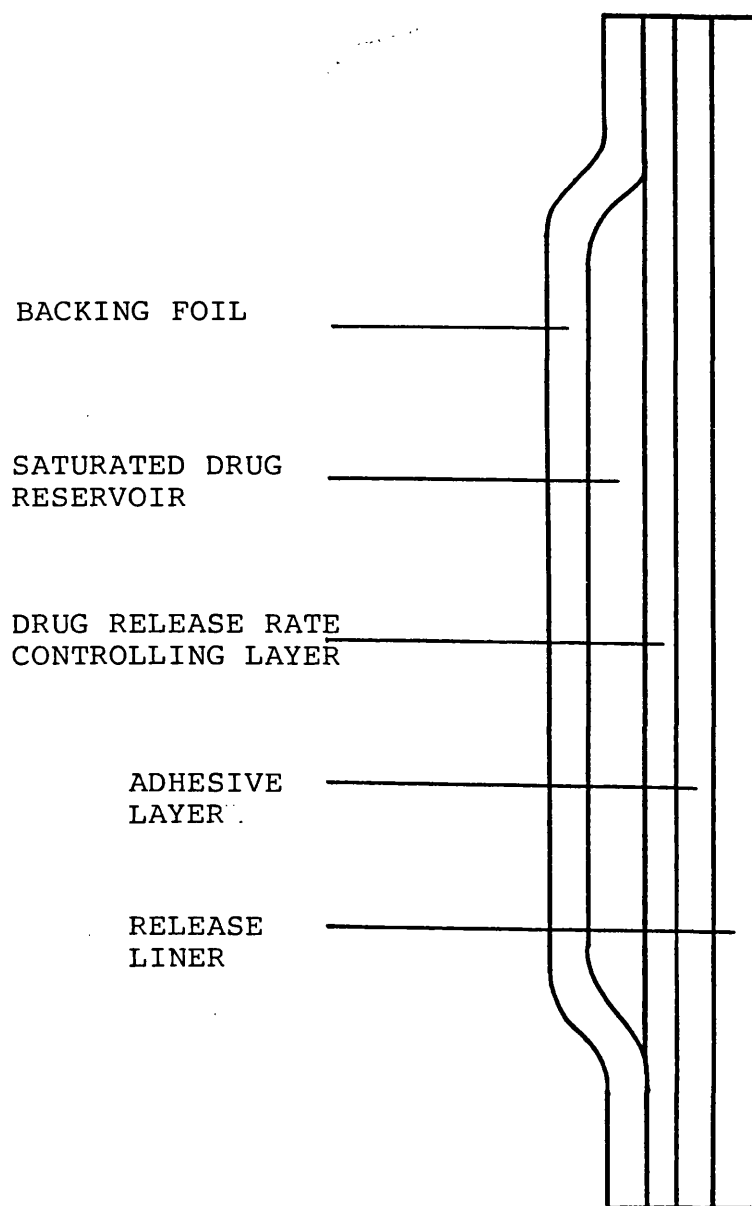 BACKING FOIL
SATURATED DRUG
RESERVOIR
DRUG RELEASE RATE
CONTROLLING LAYER
ADHESIVE
LAYER
RELEASE
LINER